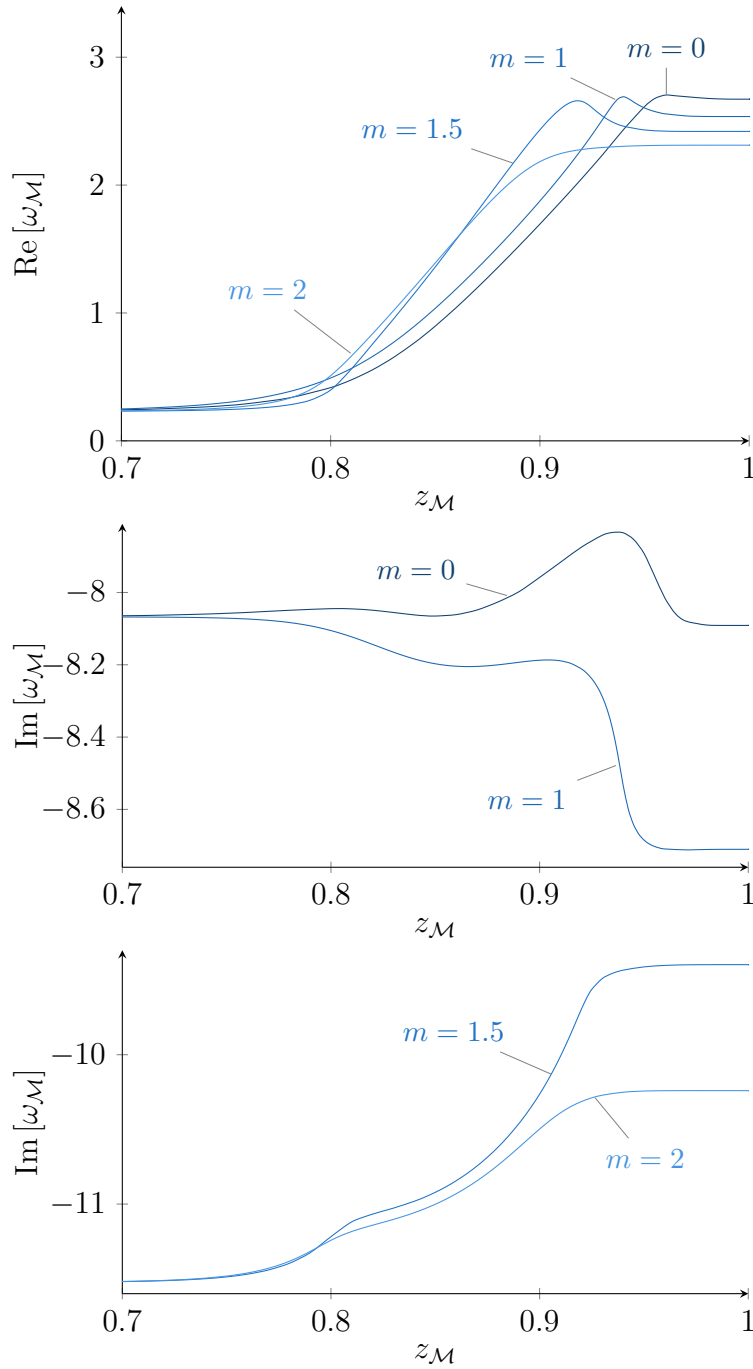 3
2
1
0
Re [ω_ℳ]
m = 0
m = 1
m = 1.5
m = 2
0.7 0.8 0.9 1
z_ℳ
−8
−8.2
−8.4
−8.6
Im [ω_ℳ]
m = 0
m = 1
0.7 0.8 0.9 1
z_ℳ
−10
−11
Im [ω_ℳ]
m = 1.5
m = 2
0.7 0.8 0.9 1
z_ℳ